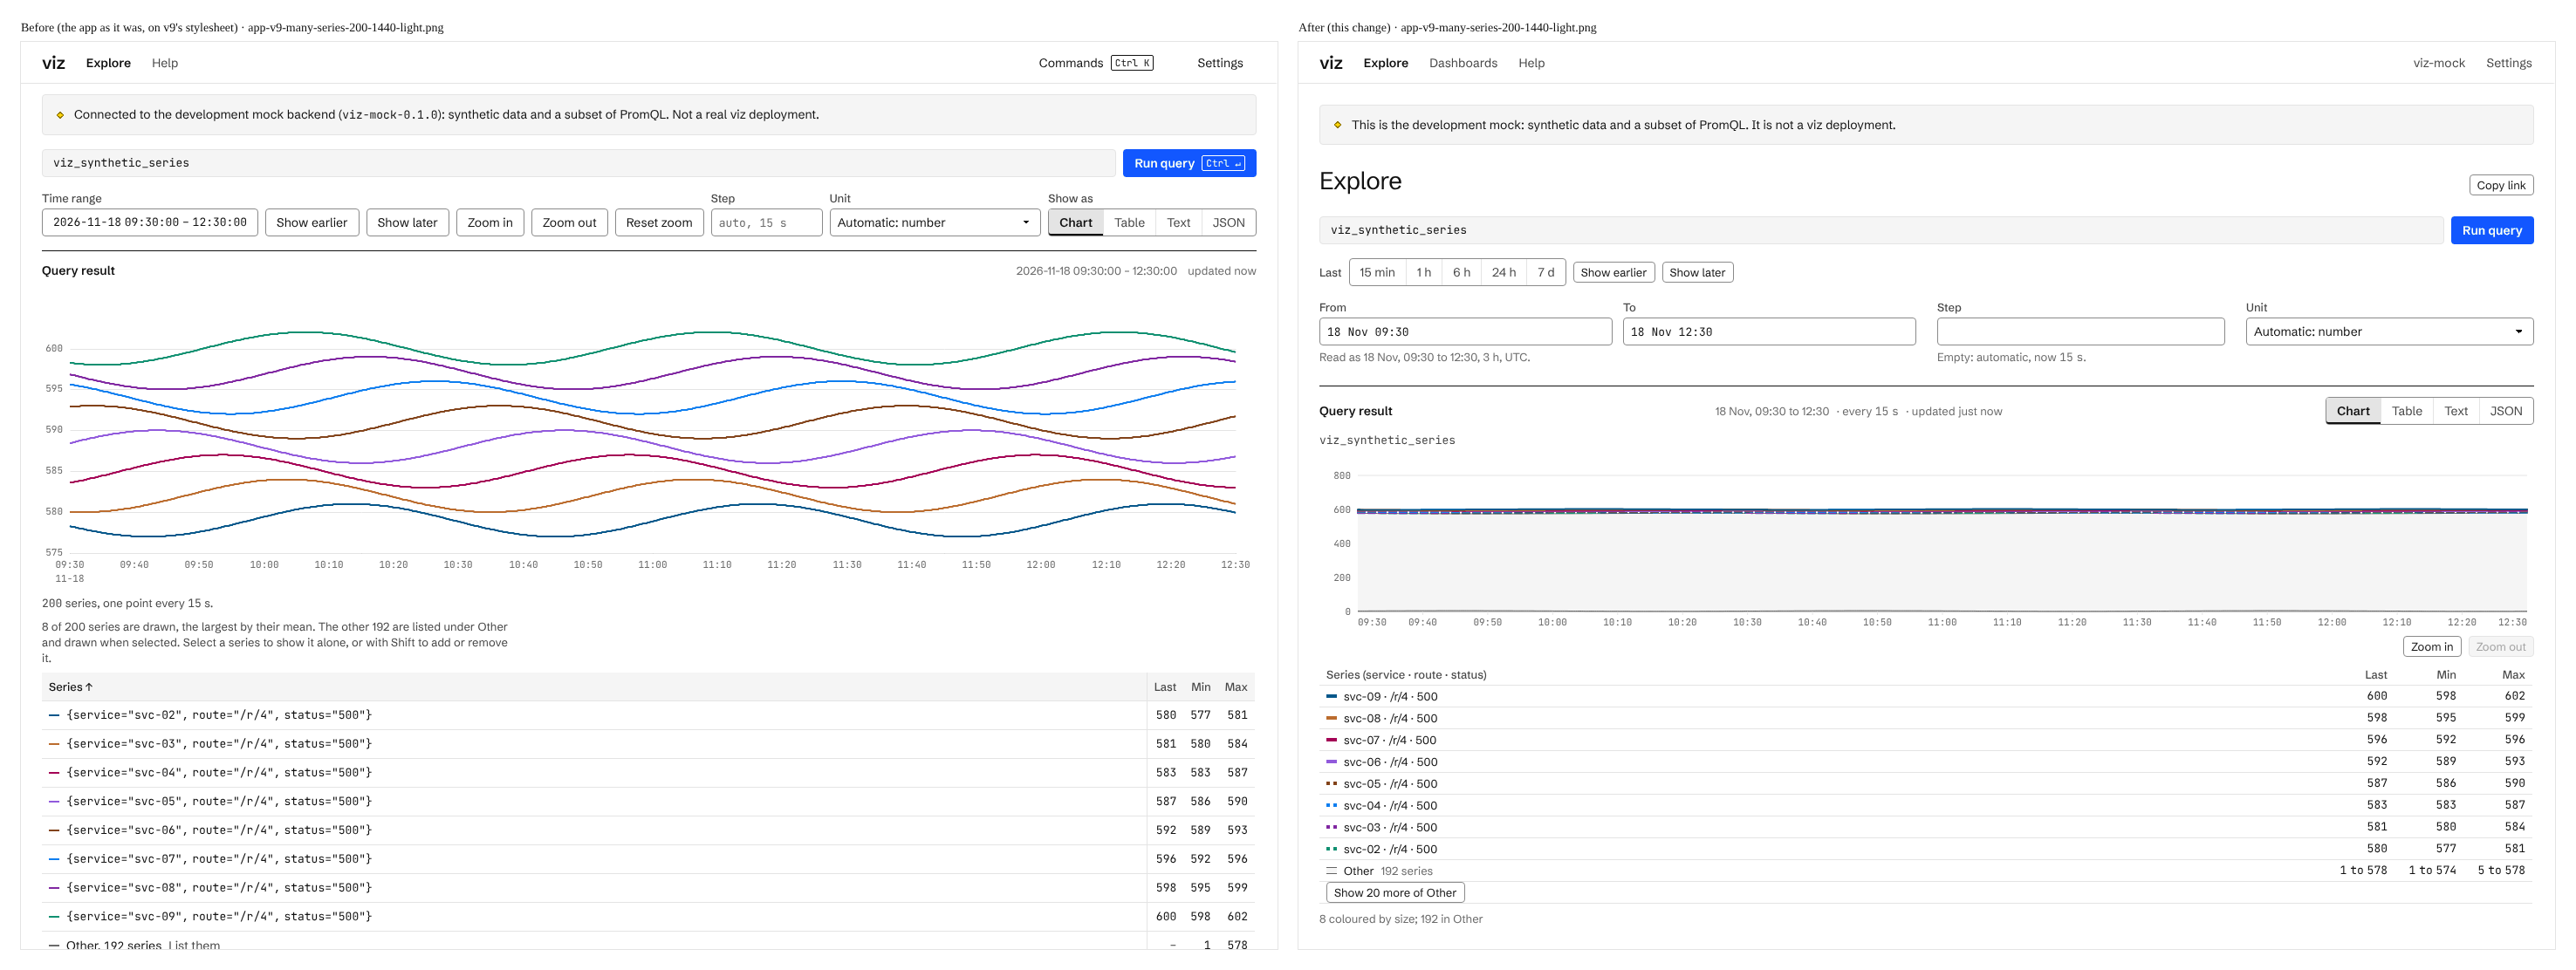 Before (the app as it was, on v9's stylesheet) · app-v9-many-series-200-1440-light.png
viz Explore Help Commands Ctrl K Settings
Connected to the development mock backend (viz-mock-0.1.0): synthetic data and a subset of PromQL. Not a real viz deployment.
viz_synthetic_series Run query Ctrl ↵
Time range Step Unit Show as
2026-11-18 09:30:00 – 12:30:00 Show earlier Show later Zoom in Zoom out Reset zoom auto, 15 s Automatic: number Chart Table Text JSON
Query result 2026-11-18 09:30:00 – 12:30:00 updated now
600
595
590
585
580
575
09:30 09:40 09:50 10:00 10:10 10:20 10:30 10:40 10:50 11:00 11:10 11:20 11:30 11:40 11:50 12:00 12:10 12:20 12:30
11-18
200 series, one point every 15 s.
8 of 200 series are drawn, the largest by their mean. The other 192 are listed under Other
and drawn when selected. Select a series to show it alone, or with Shift to add or remove
it.
Series ↑ Last Min Max
{service="svc-02", route="/r/4", status="500"} 580 577 581
{service="svc-03", route="/r/4", status="500"} 581 580 584
{service="svc-04", route="/r/4", status="500"} 583 583 587
{service="svc-05", route="/r/4", status="500"} 587 586 590
{service="svc-06", route="/r/4", status="500"} 592 589 593
{service="svc-07", route="/r/4", status="500"} 596 592 596
{service="svc-08", route="/r/4", status="500"} 598 595 599
{service="svc-09", route="/r/4", status="500"} 600 598 602
Other, 192 series List them – 1 578
After (this change) · app-v9-many-series-200-1440-light.png
viz Explore Dashboards Help viz-mock Settings
This is the development mock: synthetic data and a subset of PromQL. It is not a viz deployment.
Explore Copy link
viz_synthetic_series Run query
Last 15 min 1 h 6 h 24 h 7 d Show earlier Show later
From To Step Unit
18 Nov 09:30 18 Nov 12:30 Automatic: number
Read as 18 Nov, 09:30 to 12:30, 3 h, UTC. Empty: automatic, now 15 s.
Query result 18 Nov, 09:30 to 12:30 · every 15 s · updated just now Chart Table Text JSON
viz_synthetic_series
800
600
400
200
0
09:30 09:40 09:50 10:00 10:10 10:20 10:30 10:40 10:50 11:00 11:10 11:20 11:30 11:40 11:50 12:00 12:10 12:20 12:30
Zoom in Zoom out
Series (service · route · status) Last Min Max
svc-09 · /r/4 · 500 600 598 602
svc-08 · /r/4 · 500 598 595 599
svc-07 · /r/4 · 500 596 592 596
svc-06 · /r/4 · 500 592 589 593
svc-05 · /r/4 · 500 587 586 590
svc-04 · /r/4 · 500 583 583 587
svc-03 · /r/4 · 500 581 580 584
svc-02 · /r/4 · 500 580 577 581
Other 192 series 1 to 578 1 to 574 5 to 578
Show 20 more of Other
8 coloured by size; 192 in Other